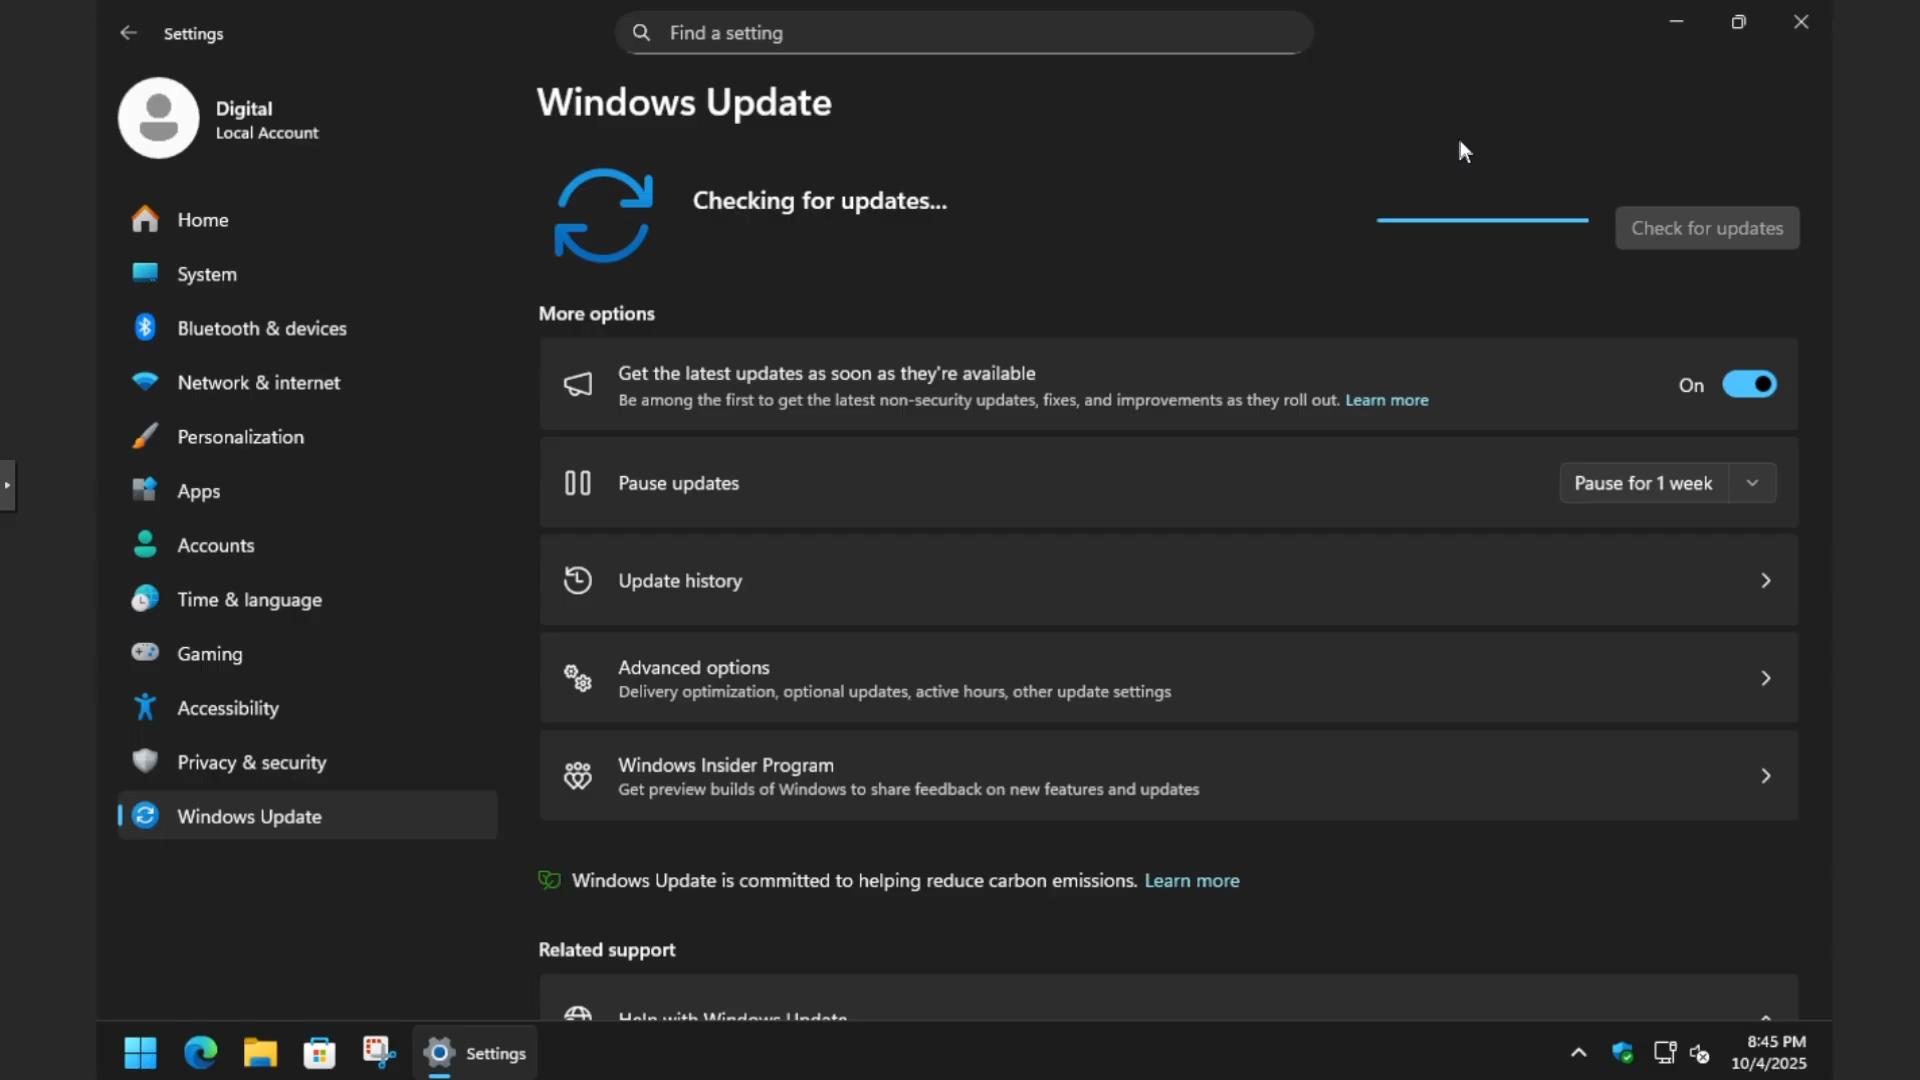 Settings
Find a setting
Digital
Local Account
Home
System
Bluetooth & devices
Network & internet
Personalization
Apps
Accounts
Time & language
Gaming
Accessibility
Privacy & security
Windows Update
Windows Update
Checking for updates...
Check for updates
More options
Get the latest updates as soon as they're available
Be among the first to get the latest non-security updates, fixes, and improvements as they roll out. Learn more
On
Pause updates
Pause for 1 week
Update history
Advanced options
Delivery optimization, optional updates, active hours, other update settings
Windows Insider Program
Get preview builds of Windows to share feedback on new features and updates
Windows Update is committed to helping reduce carbon emissions. Learn more
Related support
Help with Windows Update
Settings
8:45 PM
10/4/2025